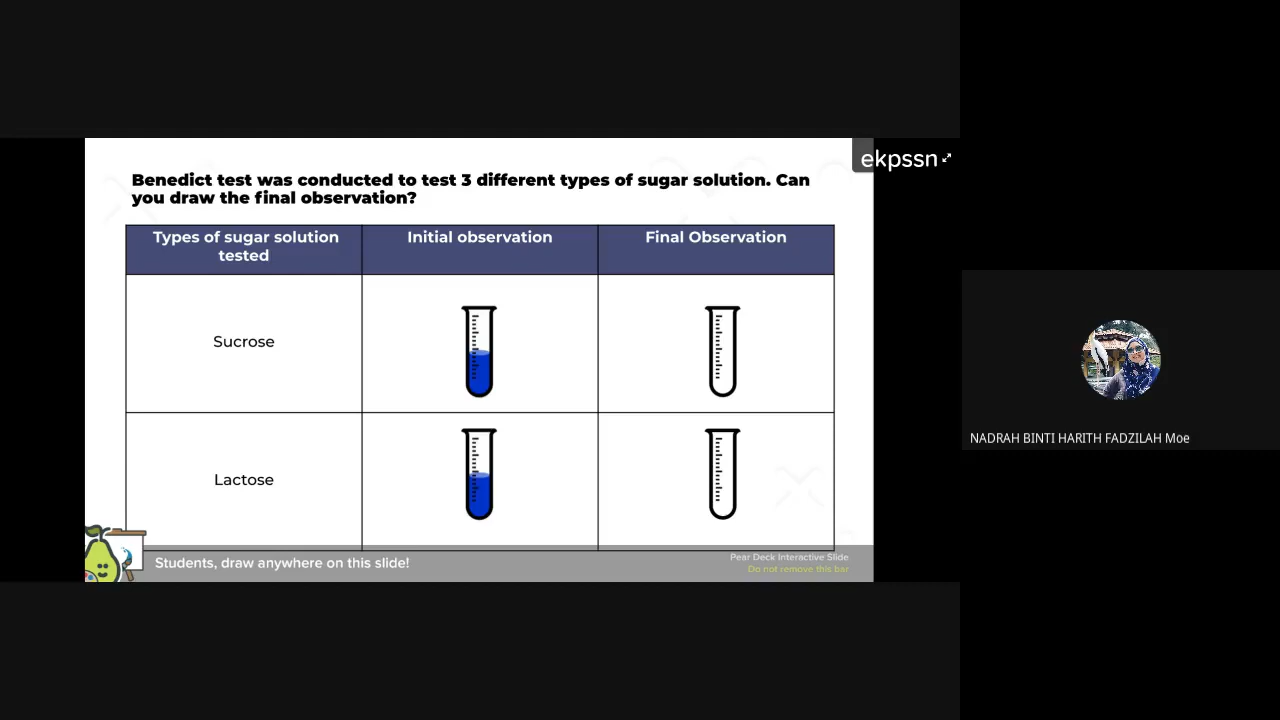 ekpssn
Benedict test was conducted to test 3 different types of sugar solution. Can
you draw the final observation?
Types of sugar solution
tested
Initial observation
Final Observation
Sucrose
Lactose
Students, draw anywhere on this slide!
Pear Deck Interactive Slide
Do not remove this bar
NADRAH BINTI HARITH FADZILAH Moe